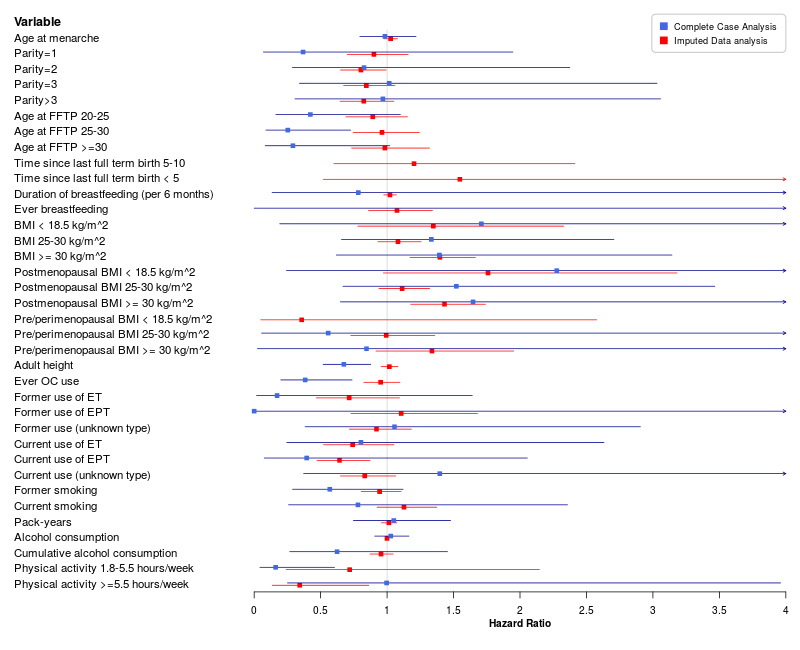 Variable
Complete Case Analysis
Imputed Data analysis
Age at menarche
Parity=1
Parity=2
Parity=3
Parity>3
Age at FFTP 20-25
Age at FFTP 25-30
Age at FFTP >=30
Time since last full term birth 5-10
Time since last full term birth < 5
Duration of breastfeeding (per 6 months)
Ever breastfeeding
BMI < 18.5 kg/m^2
BMI 25-30 kg/m^2
BMI >= 30 kg/m^2
Postmenopausal BMI < 18.5 kg/m^2
Postmenopausal BMI 25-30 kg/m^2
Postmenopausal BMI >= 30 kg/m^2
Pre/perimenopausal BMI < 18.5 kg/m^2
Pre/perimenopausal BMI 25-30 kg/m^2
Pre/perimenopausal BMI >= 30 kg/m^2
Adult height
Ever OC use
Former use of ET
Former use of EPT
Former use (unknown type)
Current use of ET
Current use of EPT
Current use (unknown type)
Former smoking
Current smoking
Pack-years
Alcohol consumption
Cumulative alcohol consumption
Physical activity 1.8-5.5 hours/week
Physical activity >=5.5 hours/week
0 0.5 1 1.5 2 2.5 3 3.5 4
Hazard Ratio